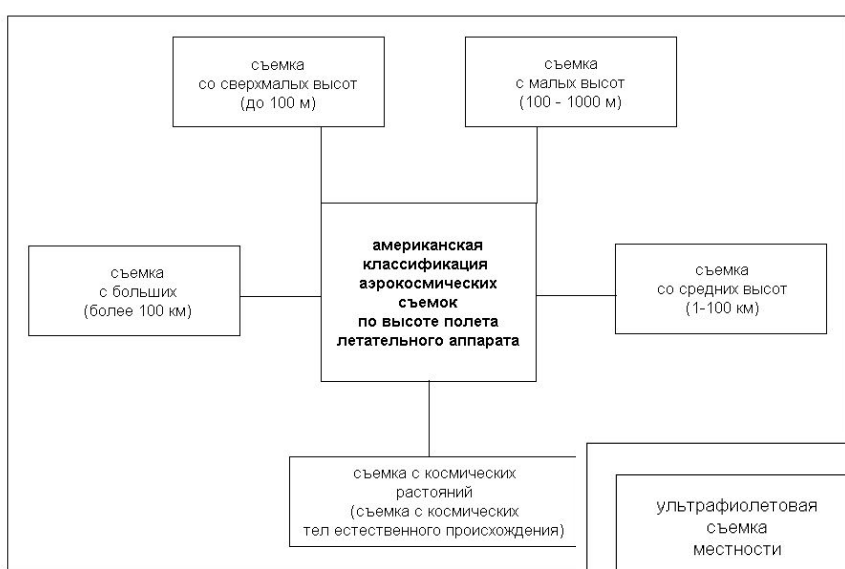 съемка
со сверхмалых высот
(до 100 м)
съемка
с малых высот
(100 - 1000 м)
американская
классификация
аэрокосмических
съемок
по высоте полета
летательного аппарата
съемка
с больших
(более 100 км)
съемка
со средних высот
(1-100 км)
съемка с космических
растояний
(съемка с космических
тел естественного происхождения)
ультрафиолетовая
съемка
местности